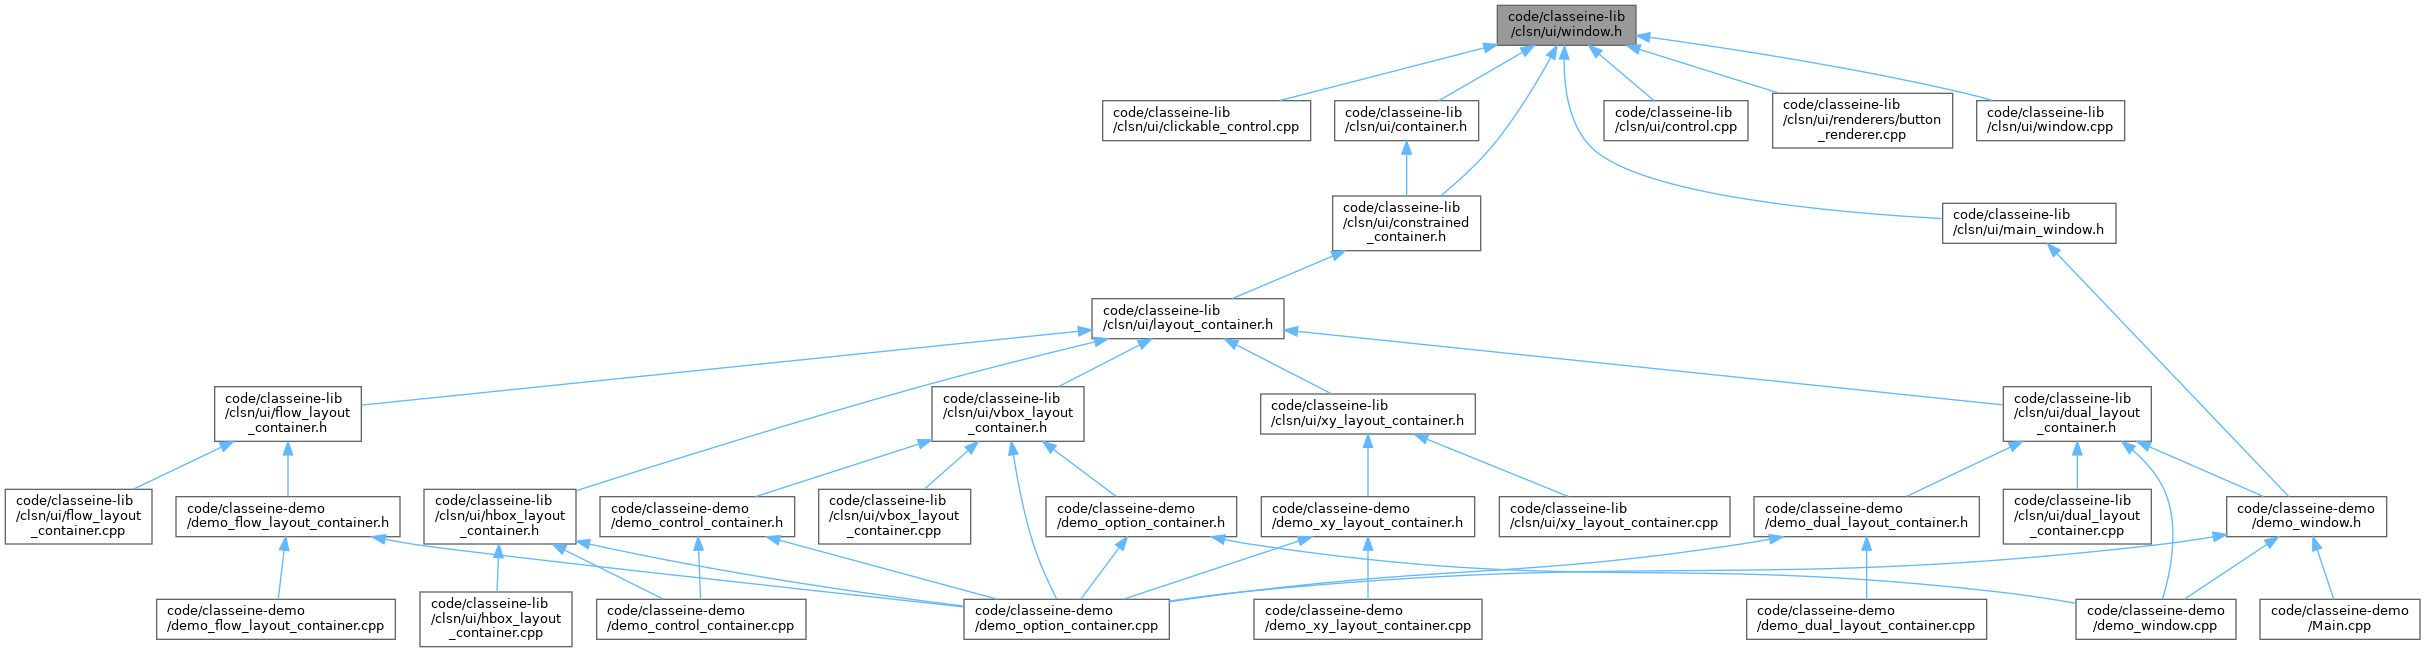 code/classeine-lib
/clsn/ui/window.h
code/classeine-lib
/clsn/ui/clickable_control.cpp
code/classeine-lib
/clsn/ui/container.h
code/classeine-lib
/clsn/ui/control.cpp
code/classeine-lib
/clsn/ui/renderers/button
_renderer.cpp
code/classeine-lib
/clsn/ui/window.cpp
code/classeine-lib
/clsn/ui/constrained
_container.h
code/classeine-lib
/clsn/ui/main_window.h
code/classeine-lib
/clsn/ui/layout_container.h
code/classeine-lib
/clsn/ui/flow_layout
_container.h
code/classeine-lib
/clsn/ui/vbox_layout
_container.h
code/classeine-lib
/clsn/ui/xy_layout_container.h
code/classeine-lib
/clsn/ui/dual_layout
_container.h
code/classeine-lib
/clsn/ui/flow_layout
_container.cpp
code/classeine-demo
/demo_flow_layout_container.h
code/classeine-lib
/clsn/ui/hbox_layout
_container.h
code/classeine-demo
/demo_control_container.h
code/classeine-lib
/clsn/ui/vbox_layout
_container.cpp
code/classeine-demo
/demo_option_container.h
code/classeine-demo
/demo_xy_layout_container.h
code/classeine-lib
/clsn/ui/xy_layout_container.cpp
code/classeine-demo
/demo_dual_layout_container.h
code/classeine-lib
/clsn/ui/dual_layout
_container.cpp
code/classeine-demo
/demo_window.h
code/classeine-demo
/demo_flow_layout_container.cpp
code/classeine-lib
/clsn/ui/hbox_layout
_container.cpp
code/classeine-demo
/demo_control_container.cpp
code/classeine-demo
/demo_option_container.cpp
code/classeine-demo
/demo_xy_layout_container.cpp
code/classeine-demo
/demo_dual_layout_container.cpp
code/classeine-demo
/demo_window.cpp
code/classeine-demo
/Main.cpp